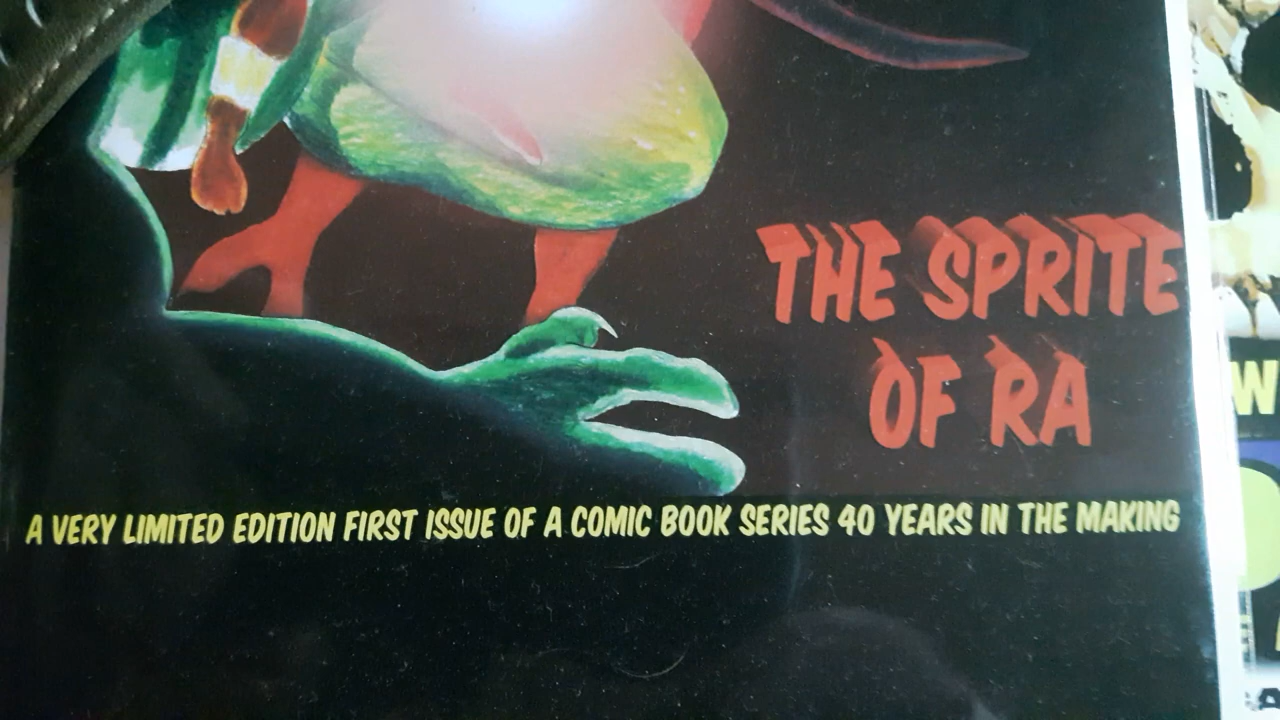 THE SPRITE
OF RA
A VERY LIMITED EDITION FIRST ISSUE OF A COMIC BOOK SERIES 40 YEARS IN THE MAKING
W